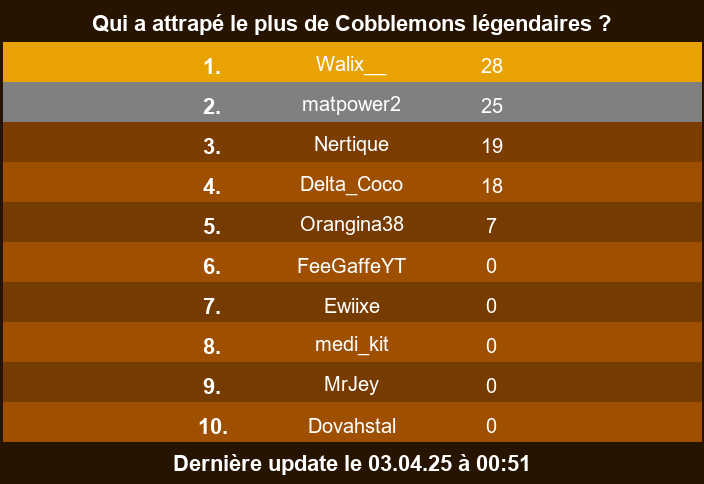 Qui a attrapé le plus de Cobblemons légendaires ?
1. Walix__ 28
2. matpower2 25
3. Nertique 19
4. Delta_Coco 18
5. Orangina38 7
6. FeeGaffeYT 0
7. Ewiixe 0
8. medi_kit 0
9. MrJey 0
10. Dovahstal 0
Dernière update le 03.04.25 à 00:51